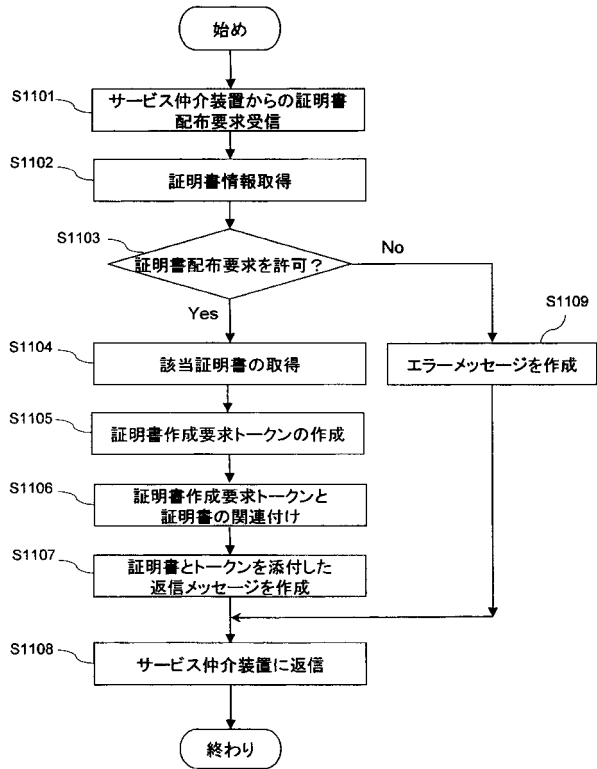 始め
S1101
サービス仲介装置からの証明書
配布要求受信
S1102
証明書情報取得
S1103
証明書配布要求を許可？
No
Yes
S1109
エラーメッセージを作成
S1104
該当証明書の取得
S1105
証明書作成要求トークンの作成
S1106
証明書作成要求トークンと
証明書の関連付け
S1107
証明書とトークンを添付した
返信メッセージを作成
S1108
サービス仲介装置に返信
終わり